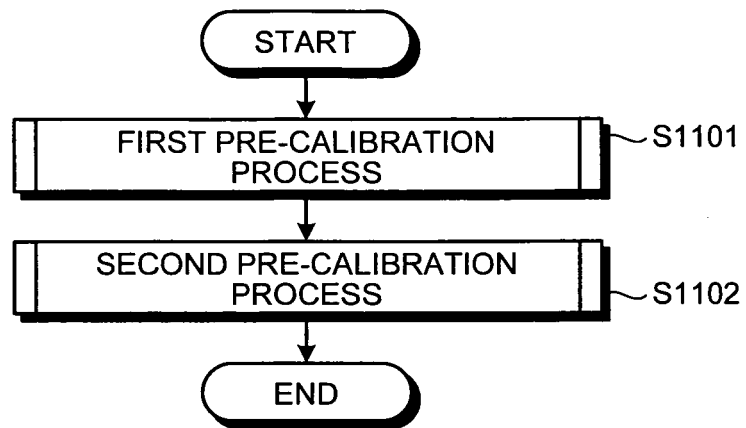 START
FIRST PRE-CALIBRATION
PROCESS
S1101
SECOND PRE-CALIBRATION
PROCESS
S1102
END